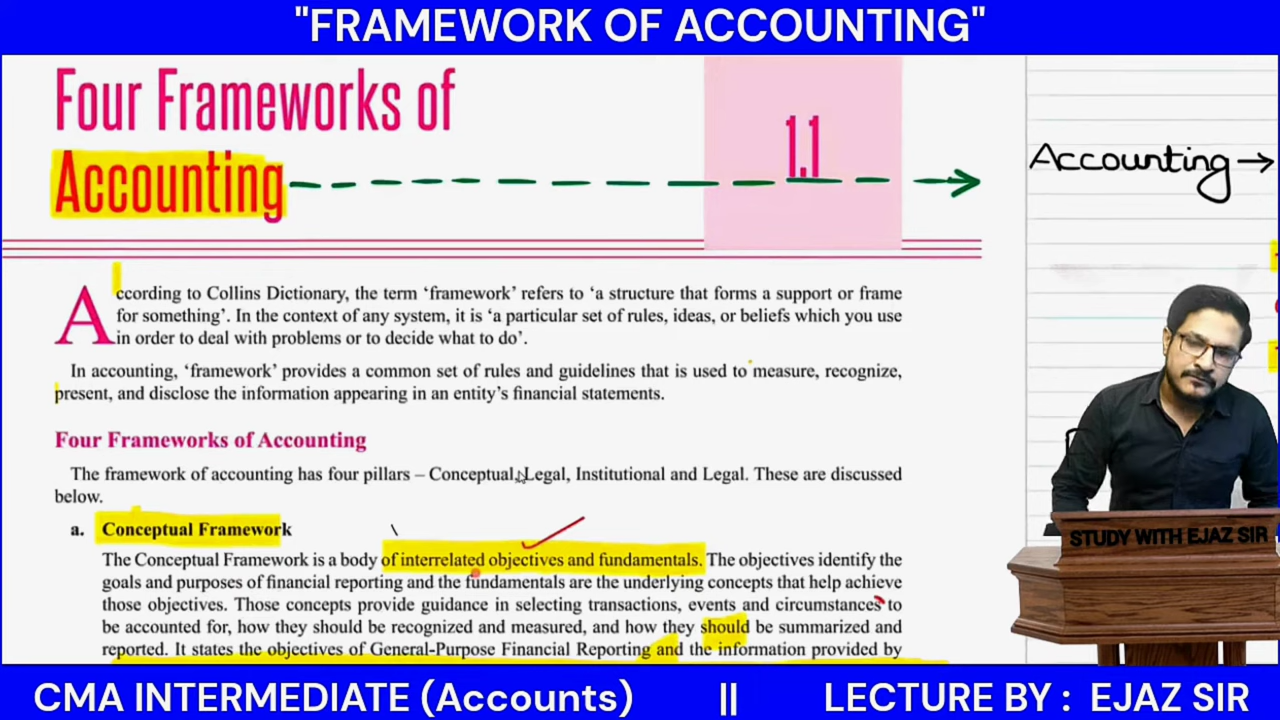 "FRAMEWORK OF ACCOUNTING"
Four Frameworks of
Accounting
1.1
Accounting →
According to Collins Dictionary, the term ‘framework’ refers to ‘a structure that forms a support or frame
for something’. In the context of any system, it is ‘a particular set of rules, ideas, or beliefs which you use
in order to deal with problems or to decide what to do’.
In accounting, ‘framework’ provides a common set of rules and guidelines that is used to measure, recognize,
present, and disclose the information appearing in an entity’s financial statements.
Four Frameworks of Accounting
The framework of accounting has four pillars – Conceptual, Legal, Institutional and Legal. These are discussed
below.
a. Conceptual Framework
The Conceptual Framework is a body of interrelated objectives and fundamentals. The objectives identify the
goals and purposes of financial reporting and the fundamentals are the underlying concepts that help achieve
those objectives. Those concepts provide guidance in selecting transactions, events and circumstances to
be accounted for, how they should be recognized and measured, and how they should be summarized and
reported. It states the objectives of General-Purpose Financial Reporting and the information provided by
STUDY WITH EJAZ SIR
CMA INTERMEDIATE (Accounts) || LECTURE BY : EJAZ SIR